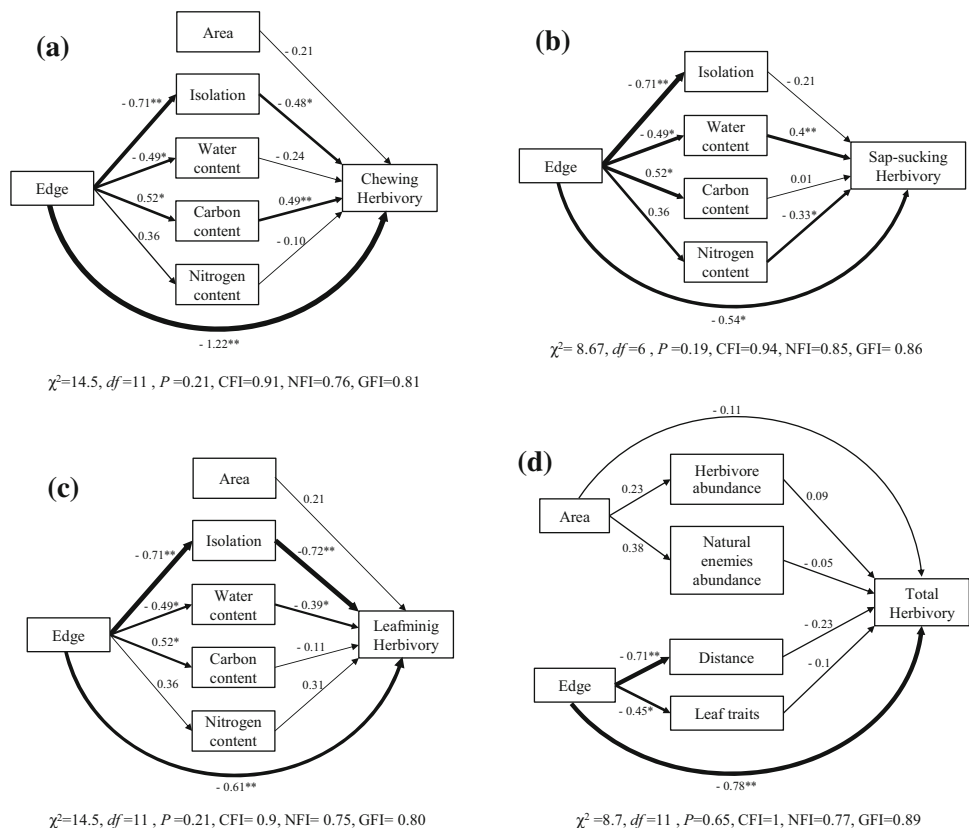 (a)
Area
- 0.21
Isolation
- 0.71**
- 0.48*
Water
content
- 0.49*
- 0.24
Edge
Chewing
Herbivory
Carbon
content
0.52*
0.49**
0.36
- 0.10
Nitrogen
content
- 1.22**
χ²=14.5, df=11 , P =0.21, CFI=0.91, NFI=0.76, GFI=0.81
(b)
Isolation
- 0.71**
- 0.21
Water
content
- 0.49*
0.4**
Edge
Sap-sucking
Herbivory
Carbon
content
0.52*
0.01
0.36
- 0.33*
Nitrogen
content
- 0.54*
χ²= 8.67, df=6 , P=0.19, CFI=0.94, NFI=0.85, GFI= 0.86
(c)
Area
0.21
Isolation
- 0.71**
-0.72**
Water
content
- 0.49*
- 0.39*
Edge
Leafminig
Herbivory
Carbon
content
0.52*
- 0.11
0.36
0.31
Nitrogen
content
- 0.61**
χ²=14.5, df=11 , P=0.21, CFI= 0.9, NFI= 0.75, GFI= 0.80
(d)
- 0.11
Herbivore
abundance
0.23
0.09
Area
Natural
enemies
abundance
0.38
- 0.05
Total
Herbivory
- 0.23
Distance
- 0.71**
- 0.1
Edge
Leaf traits
- 0.45*
- 0.78**
χ² =8.7, df=11 , P=0.65, CFI=1, NFI=0.77, GFI=0.89